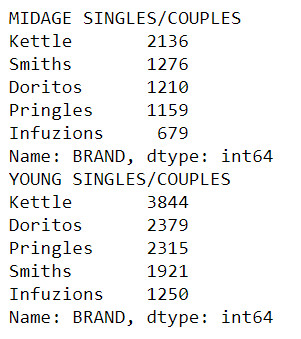 MIDAGE SINGLES/COUPLES
Kettle       2136
Smiths       1276
Doritos      1210
Pringles     1159
Infuzions     679
Name: BRAND, dtype: int64
YOUNG SINGLES/COUPLES
Kettle       3844
Doritos      2379
Pringles     2315
Smiths       1921
Infuzions    1250
Name: BRAND, dtype: int64